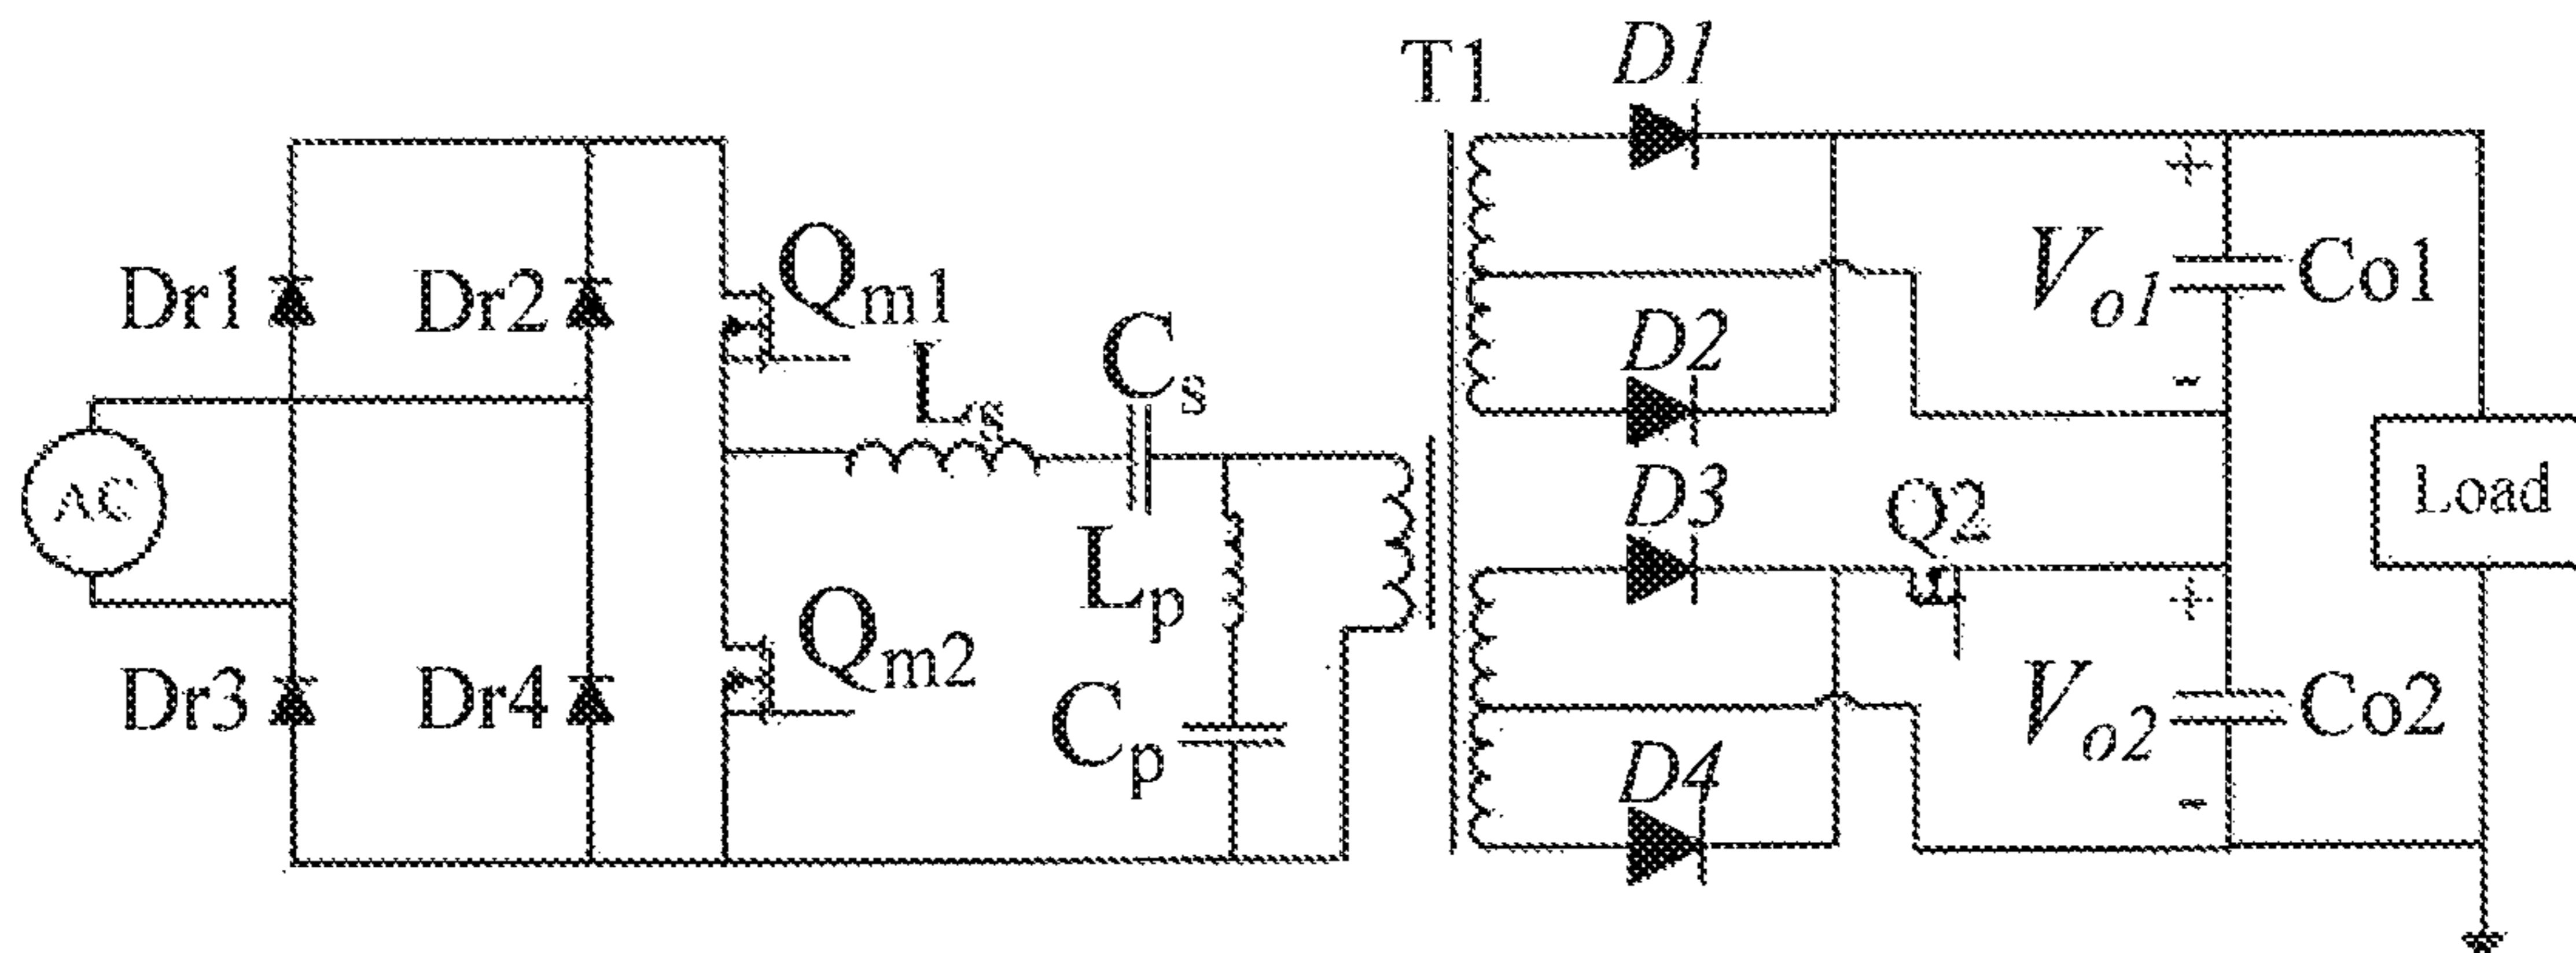 T1
D1
Dr1
Dr2
Qm1
Ls
Cs
D2
Vo1
+
-
Co1
AC
Lp
D3
Q2
Load
Dr3
Dr4
Qm2
Cp
D4
+
Vo2
-
Co2